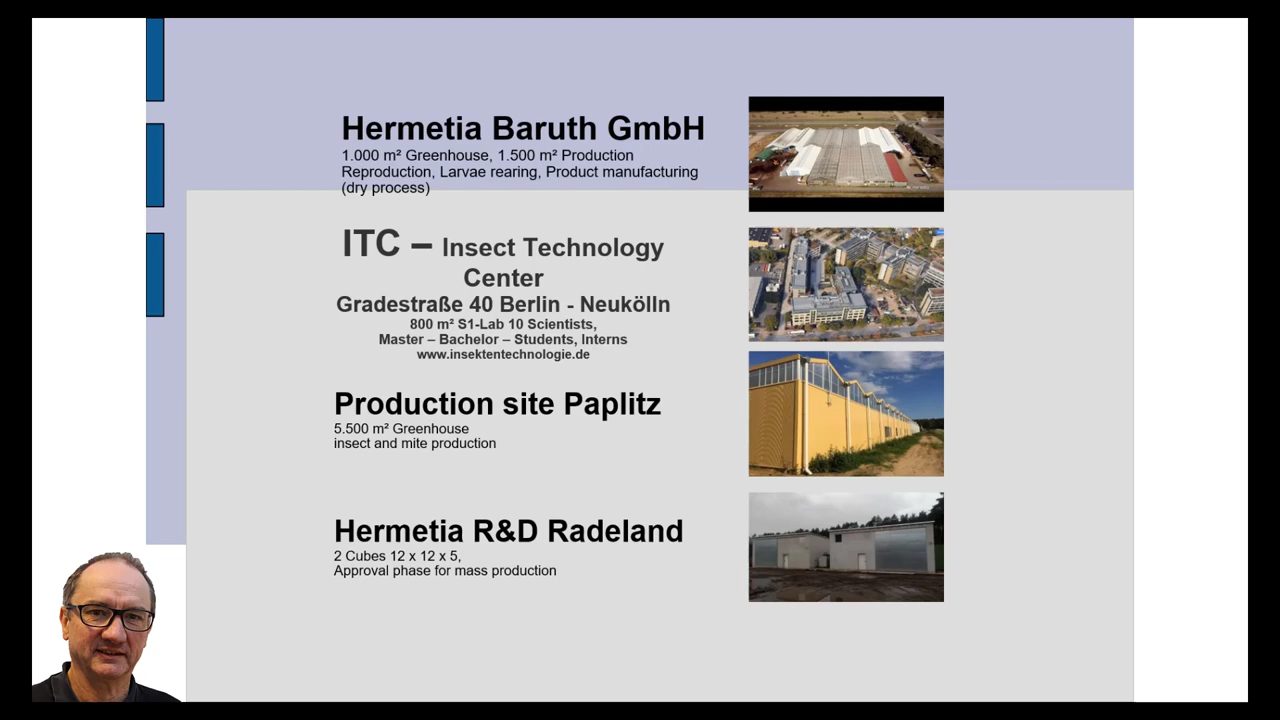 Hermetia Baruth GmbH
1.000 m² Greenhouse, 1.500 m² Production
Reproduction, Larvae rearing, Product manufacturing
(dry process)
ITC – Insect Technology
Center
Gradestraße 40 Berlin - Neukölln
800 m² S1-Lab 10 Scientists,
Master – Bachelor – Students, Interns
www.insektentechnologie.de
Production site Paplitz
5.500 m² Greenhouse
insect and mite production
Hermetia R&D Radeland
2 Cubes 12 x 12 x 5,
Approval phase for mass production